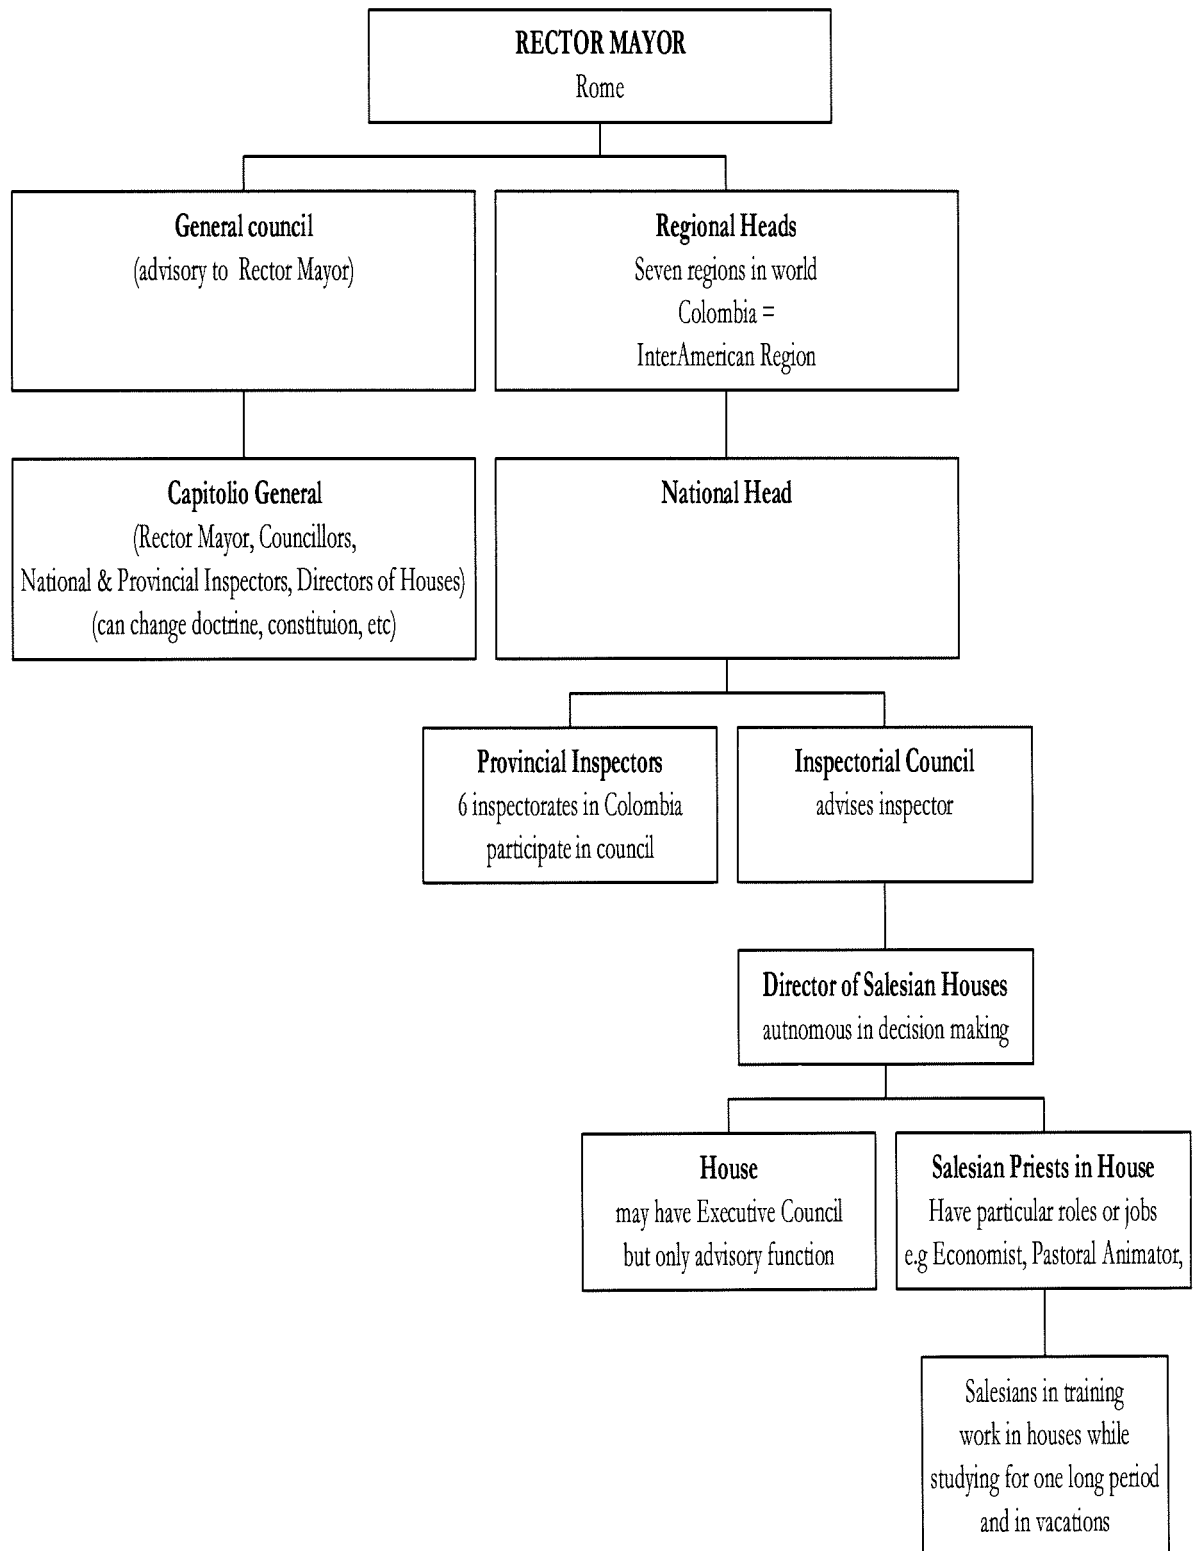 RECTOR MAYOR
Rome
General council
(advisory to Rector Mayor)
Regional Heads
Seven regions in world
Colombia =
InterAmerican Region
Capitolio General
(Rector Mayor, Councillors,
National & Provincial Inspectors, Directors of Houses)
(can change doctrine, constituion, etc)
National Head
Provincial Inspectors
6 inspectorates in Colombia
participate in council
Inspectorial Council
advises inspector
Director of Salesian Houses
autnomous in decision making
House
may have Executive Council
but only advisory function
Salesian Priests in House
Have particular roles or jobs
e.g Economist, Pastoral Animator,
Salesians in training
work in houses while
studying for one long period
and in vacations